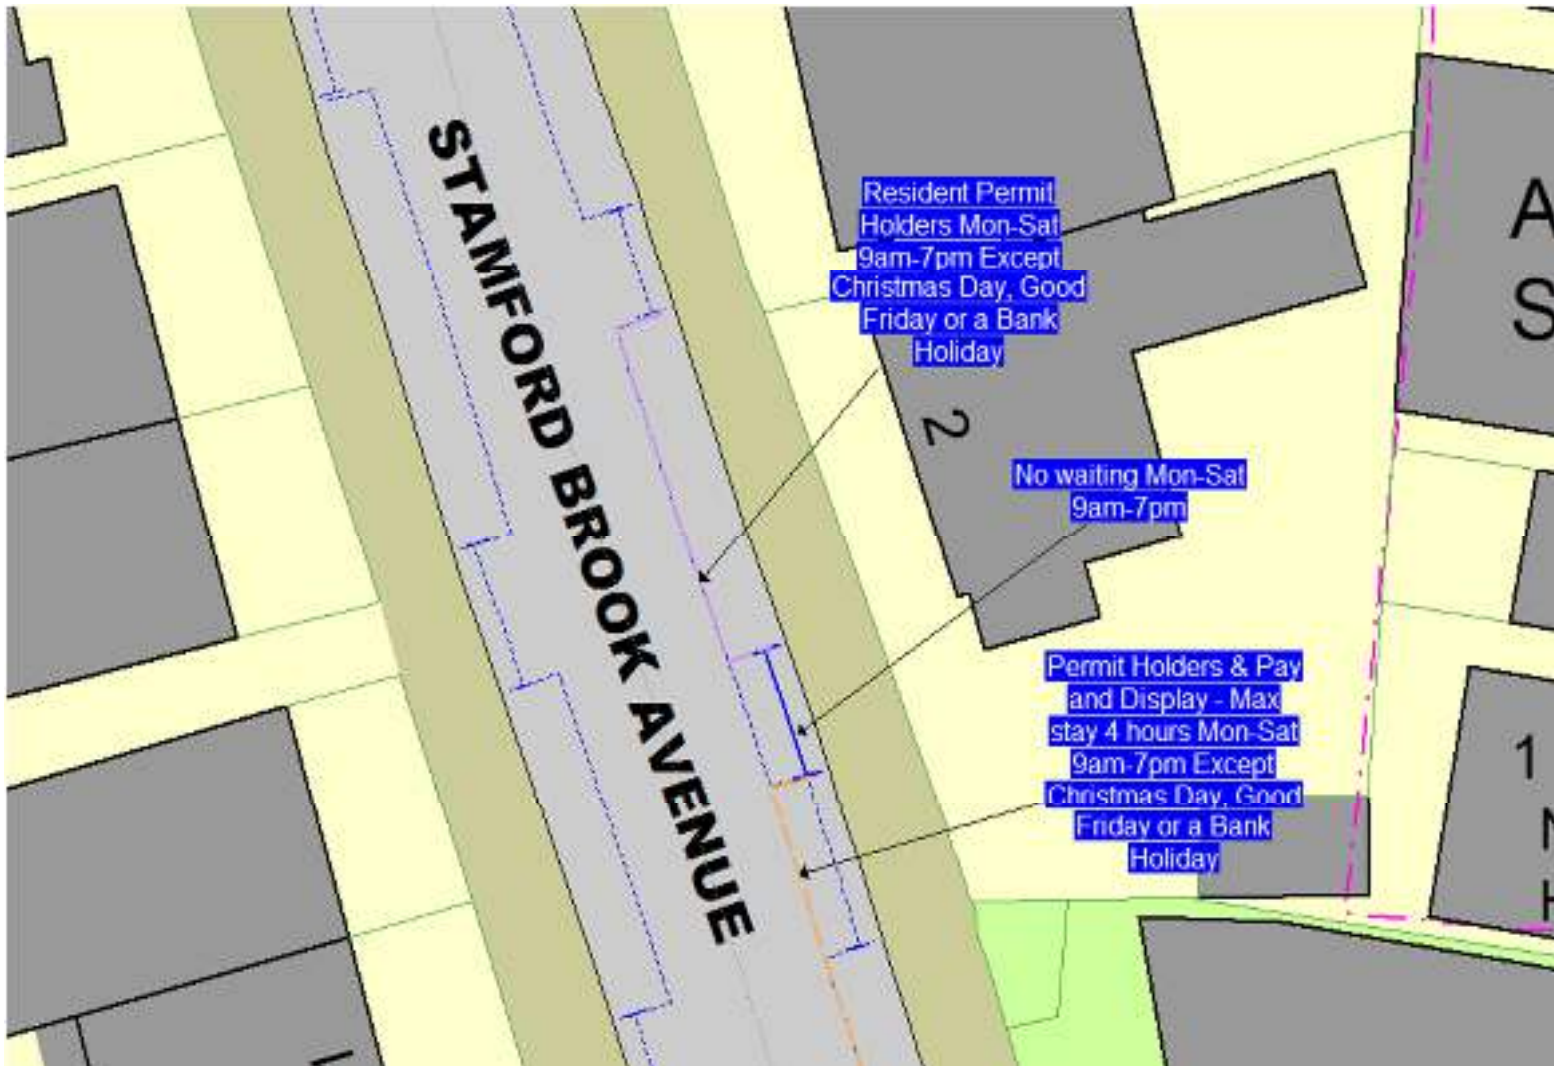 STAMFORD BROOK AVENUE
Resident Permit
Holders Mon-Sat
9am-7pm Except
Christmas Day, Good
Friday or a Bank
Holiday
2
No waiting Mon-Sat
9am-7pm
Permit Holders & Pay
and Display - Max
stay 4 hours Mon-Sat
9am-7pm Except
Christmas Day, Good
Friday or a Bank
Holiday
A
S
1